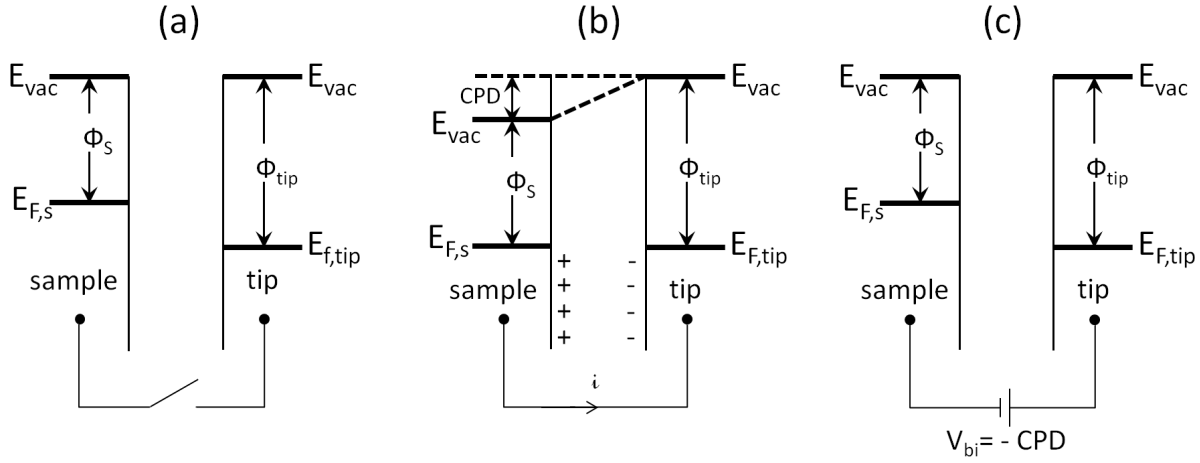 (a)
E_vac
E_vac
Φ_S
Φ_tip
E_F,s
E_f,tip
sample
tip
(b)
CPD
E_vac
E_vac
Φ_S
Φ_tip
E_F,s
E_F,tip
+ -
sample
tip
+ -
+ -
+ -
i
(c)
E_vac
E_vac
Φ_S
Φ_tip
E_F,s
E_F,tip
sample
tip
V_bi= - CPD